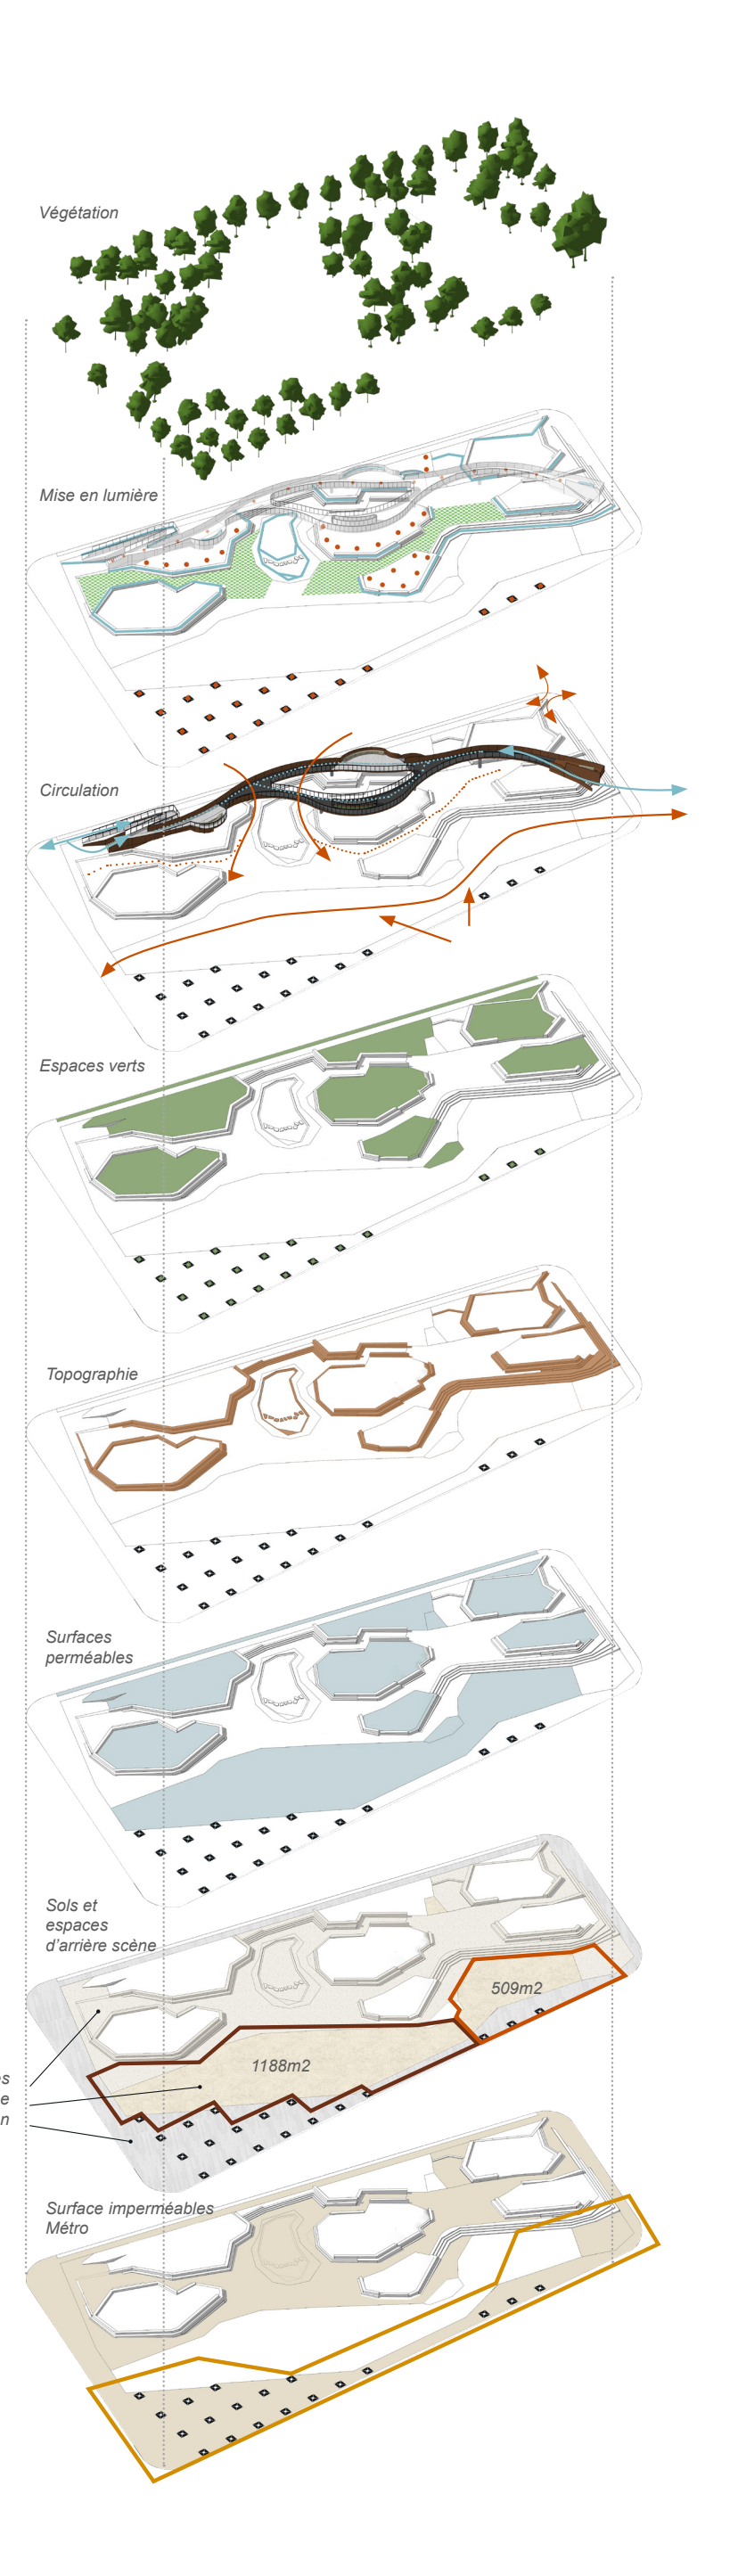 Végétation
Mise en lumière
Circulation
Espaces verts
Topographie
Surfaces
perméables
Sols et
espaces
d'arrière scène
509m2
1188m2
es
e
n
Surface imperméables
Métro